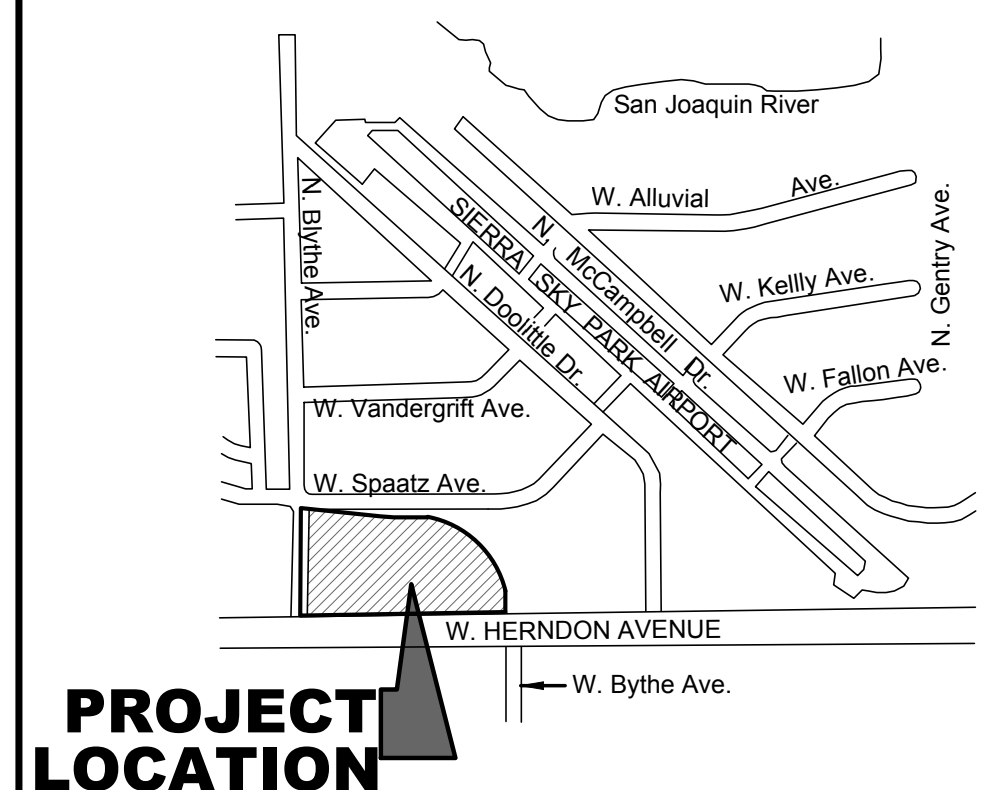 San Joaquin River
W. Alluvial Ave.
N. Gentry Ave.
N. Blythe Ave.
SIERRA SKY PARK AIRPORT
N. McCampbell Dr.
N. Doolittle Dr.
W. Kellly Ave.
W. Fallon Ave.
W. Vandergrift Ave.
W. Spaatz Ave.
W. HERNDON AVENUE
W. Bythe Ave.
PROJECT
LOCATION